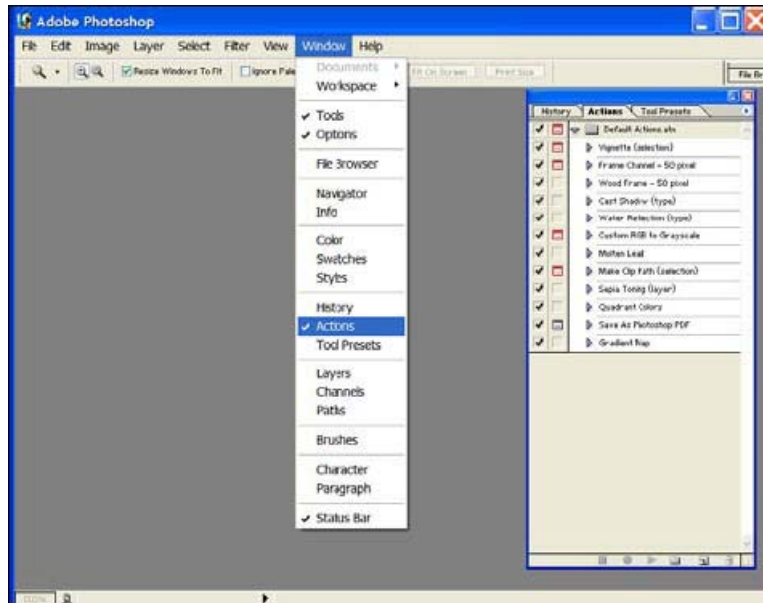 Adobe Photoshop
File Edit Image Layer Select Filter View Window Help
Resize Windows To Fit Ignore Pale Fit On Screen Print Size File Br
Documents
Workspace
Tools
Options
File Browser
Navigator
Info
Color
Swatches
Styles
History
Actions
Tool Presets
Layers
Channels
Paths
Brushes
Character
Paragraph
Status Bar
History Actions Tool Presets
Default Actions.atn
Vignette (selection)
Frame Channel - 50 pixel
Wood Frame - 50 pixel
Cast Shadow (type)
Water Reflection (type)
Custom RGB to Grayscale
Molten Lead
Make Clip Path (selection)
Sepia Toning (layer)
Quadrant Colors
Save As Photoshop PDF
Gradient Map